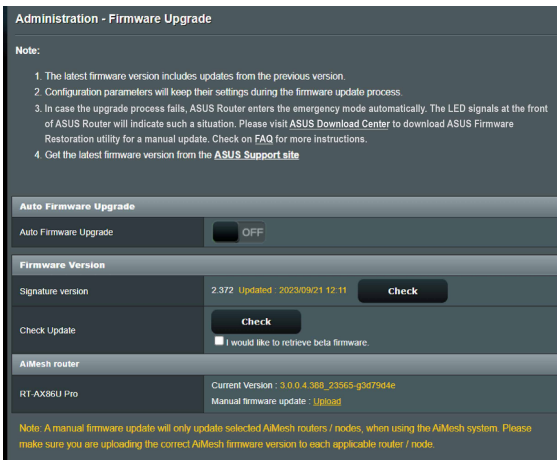 Administration - Firmware Upgrade
Note:
1. The latest firmware version includes updates from the previous version.
2. Configuration parameters will keep their settings during the firmware update process.
3. In case the upgrade process fails, ASUS Router enters the emergency mode automatically. The LED signals at the front
of ASUS Router will indicate such a situation. Please visit ASUS Download Center to download ASUS Firmware
Restoration utility for a manual update. Check on FAQ for more instructions.
4. Get the latest firmware version from the ASUS Support site
Auto Firmware Upgrade
Auto Firmware Upgrade OFF
Firmware Version
Signature version 2.372 Updated : 2023/09/21 12:11 Check
Check Update Check
I would like to retrieve beta firmware.
AiMesh router
RT-AX86U Pro Current Version : 3.0.0.4.388_23565-g3d79d4e
Manual firmware update : Upload
Note: A manual firmware update will only update selected AiMesh routers / nodes, when using the AiMesh system. Please
make sure you are uploading the correct AiMesh firmware version to each applicable router / node.